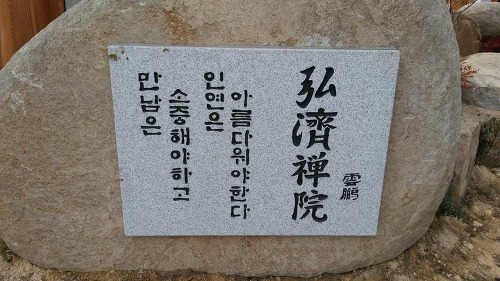 만남은
소중해야하고
인연은
아름다워야한다
弘濟禅院
雲鵬